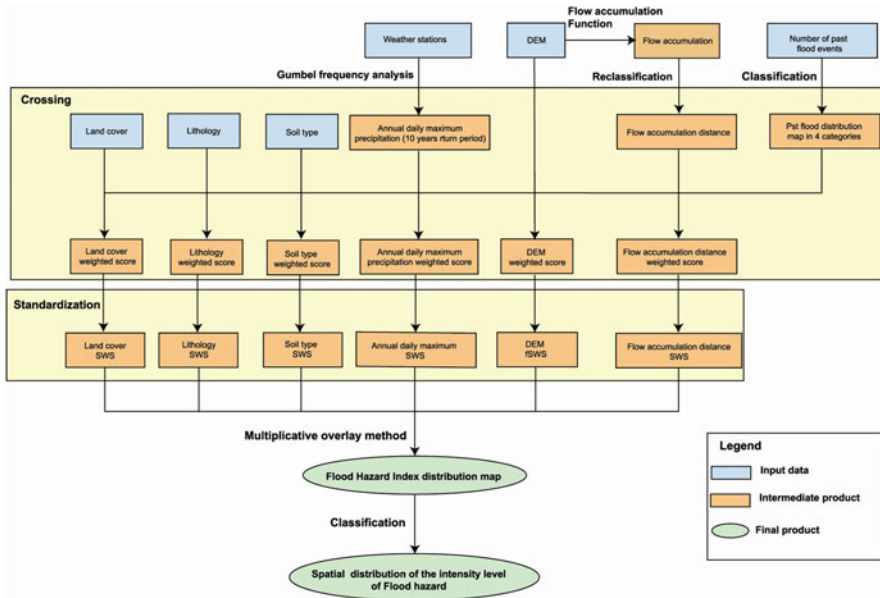 Flow accumulation
Function
Weather stations
DEM
Flow accumulation
Number of past
flood events
Gumbel frequency analysis
Reclassification
Classification
Crossing
Land cover
Lithology
Soil type
Annual daily maximum
precipitation (10 years rturn period)
Flow accumulation distance
Pst flood distribution
map in 4 categories
Land cover
weighted score
Lithology
weighted score
Soil type
weighted score
Annual daily maximum
precipitation weighted score
DEM
weighted score
Flow accumulation distance
weighted score
Standardization
Land cover
SWS
Lithology
SWS
Soil type
SWS
Annual daily maximum
SWS
DEM
fSWS
Flow accumulation distance
SWS
Multiplicative overlay method
Flood Hazard Index distribution map
Classification
Spatial distribution of the intensity level
of Flood hazard
Legend
Input data
Intermediate product
Final product